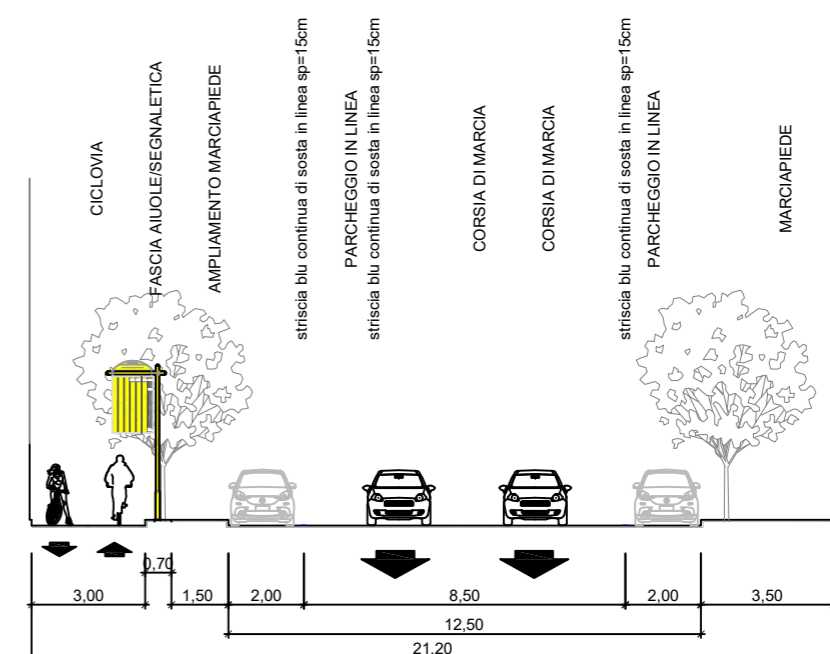 CICLOVIA
FASCIA AIUOLE/SEGNALETICA
AMPLIAMENTO MARCIAPIEDE
striscia blu continua di sosta in linea sp=15cm
PARCHEGGIO IN LINEA
striscia blu continua di sosta in linea sp=15cm
CORSIA DI MARCIA
CORSIA DI MARCIA
striscia blu continua di sosta in linea sp=15cm
PARCHEGGIO IN LINEA
MARCIAPIEDE
0,70
3,00
1,50
2,00
8,50
2,00
3,50
12,50
21,20